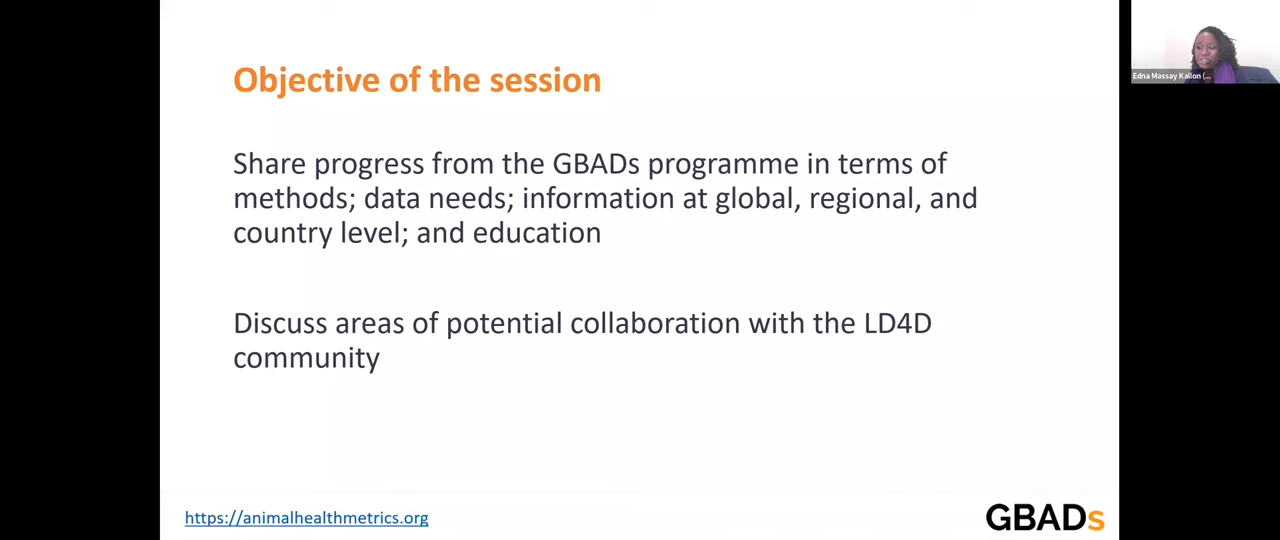 Objective of the session
Share progress from the GBADs programme in terms of
methods; data needs; information at global, regional, and
country level; and education
Discuss areas of potential collaboration with the LD4D
community
https://animalhealthmetrics.org
GBADs
Edna Massay Kallon (...